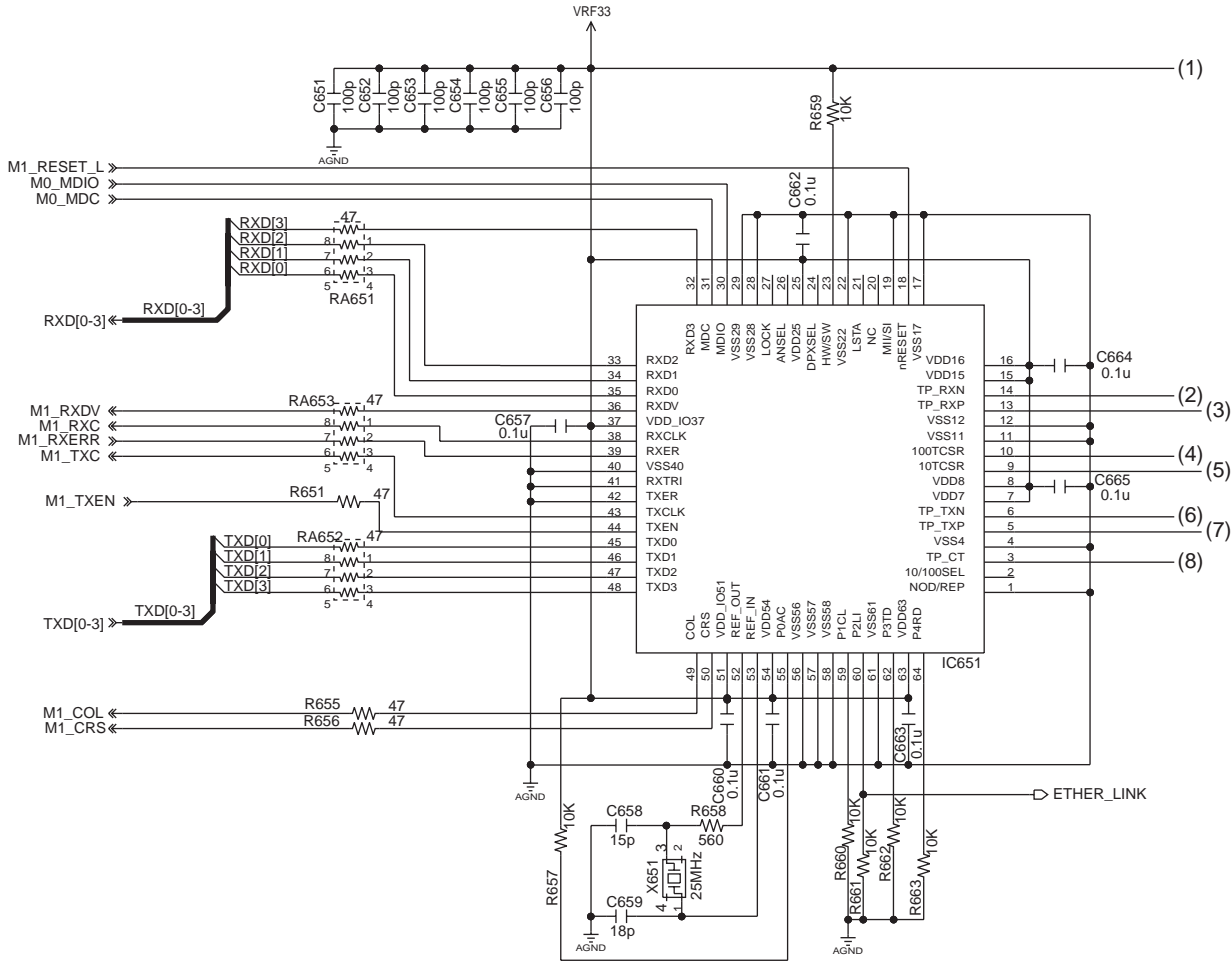 VRF33
(1)
C651 100p
C652 100p
C653 100p
C654 100p
C655 100p
C656 100p
AGND
R659 10K
M1_RESET_L
M0_MDIO
M0_MDC
C662 0.1u
RXD[3] 47
RXD[2] 8 1
RXD[1] 7 2
RXD[0] 6 3
5 4
RA651
RXD[0-3] RXD[0-3]
32 31 30 29 28 27 26 25 24 23 22 21 20 19 18 17
RXD3 MDC MDIO VSS29 VSS28 LOCK ANSEL VDD25 DPXSEL HW/SW VSS22 LSTA NC MII/SI nRESET VSS17
33 RXD2
34 RXD1
35 RXD0
36 RXDV
37 VDD_IO37
38 RXCLK
39 RXER
40 VSS40
41 RXTRI
42 TXER
43 TXCLK
44 TXEN
45 TXD0
46 TXD1
47 TXD2
48 TXD3
VDD16 16
VDD15 15
TP_RXN 14
TP_RXP 13
VSS12 12
VSS11 11
100TCSR 10
10TCSR 9
VDD8 8
VDD7 7
TP_TXN 6
TP_TXP 5
VSS4 4
TP_CT 3
10/100SEL 2
NOD/REP 1
C664 0.1u
(2)
(3)
(4)
(5)
C665 0.1u
(6)
(7)
(8)
M1_RXDV RA653 47
M1_RXC 8 1
M1_RXERR 7 2
M1_TXC 6 3
5 4
C657 0.1u
M1_TXEN R651 47
TXD[0] RA652 47
TXD[1] 8 1
TXD[2] 7 2
TXD[3] 6 3
5 4
TXD[0-3] TXD[0-3]
COL CRS VDD_IO51 REF_OUT REF_IN VDD54 P0AC VSS56 VSS57 VSS58 P1CL P2LI VSS61 P3TD VDD63 P4RD
49 50 51 52 53 54 55 56 57 58 59 60 61 62 63 64
IC651
M1_COL R655 47
M1_CRS R656 47
AGND
C660 0.1u
C661 0.1u
C663 0.1u
ETHER_LINK
R657 10K
C658 15p
R658 560
3 2
X651 25MHz
4 1
C659 18p
AGND
R660 10K
R661 10K
R662 10K
R663 10K
AGND